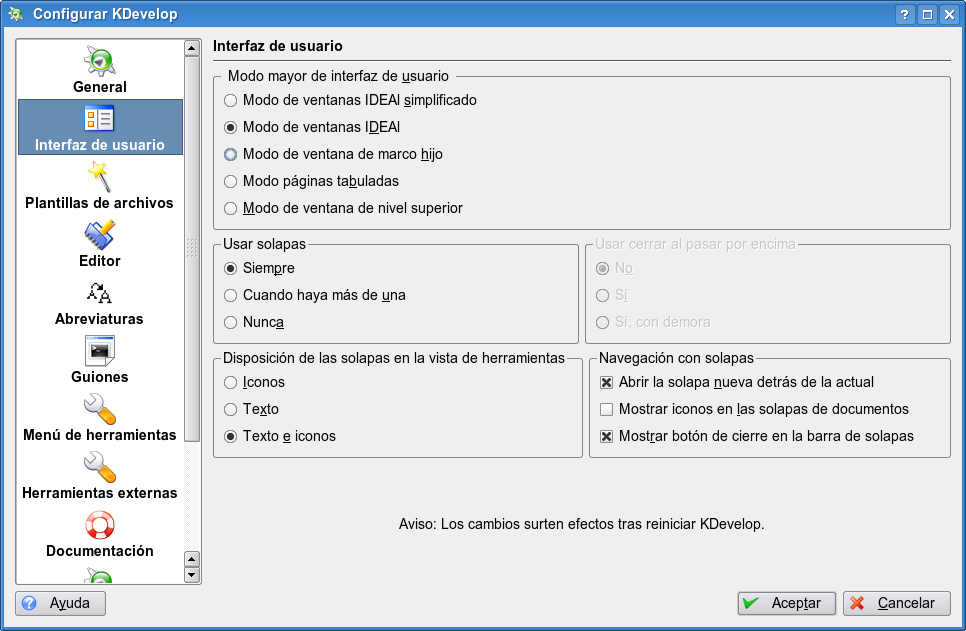 Configurar KDevelop
General
Interfaz de usuario
Plantillas de archivos
Editor
Abreviaturas
Guiones
Menú de herramientas
Herramientas externas
Documentación
Interfaz de usuario
Modo mayor de interfaz de usuario
Modo de ventanas IDEAl simplificado
Modo de ventanas IDEAl
Modo de ventana de marco hijo
Modo páginas tabuladas
Modo de ventana de nivel superior
Usar solapas
Siempre
Cuando haya más de una
Nunca
Usar cerrar al pasar por encima
No
Sí
Sí, con demora
Disposición de las solapas en la vista de herramientas
Iconos
Texto
Texto e iconos
Navegación con solapas
Abrir la solapa nueva detrás de la actual
Mostrar iconos en las solapas de documentos
Mostrar botón de cierre en la barra de solapas
Aviso: Los cambios surten efectos tras reiniciar KDevelop.
Ayuda
Aceptar
Cancelar